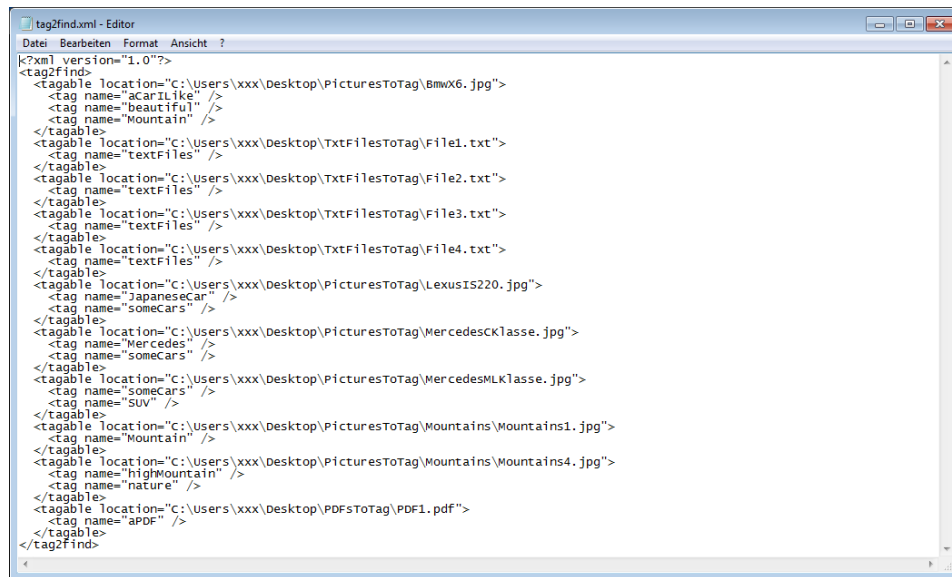 tag2find.xml - Editor
Datei Bearbeiten Format Ansicht ?
<?xml version="1.0"?>
<tag2find>
  <tagable location="C:\Users\xxx\Desktop\PicturesToTag\BmwX6.jpg">
    <tag name="aCarILike" />
    <tag name="beautiful" />
    <tag name="Mountain" />
  </tagable>
  <tagable location="C:\Users\xxx\Desktop\TxtFilesToTag\File1.txt">
    <tag name="textFiles" />
  </tagable>
  <tagable location="C:\Users\xxx\Desktop\TxtFilesToTag\File2.txt">
    <tag name="textFiles" />
  </tagable>
  <tagable location="C:\Users\xxx\Desktop\TxtFilesToTag\File3.txt">
    <tag name="textFiles" />
  </tagable>
  <tagable location="C:\Users\xxx\Desktop\TxtFilesToTag\File4.txt">
    <tag name="textFiles" />
  </tagable>
  <tagable location="C:\Users\xxx\Desktop\PicturesToTag\LexusIS220.jpg">
    <tag name="JapaneseCar" />
    <tag name="someCars" />
  </tagable>
  <tagable location="C:\Users\xxx\Desktop\PicturesToTag\MercedesCKlasse.jpg">
    <tag name="Mercedes" />
    <tag name="someCars" />
  </tagable>
  <tagable location="C:\Users\xxx\Desktop\PicturesToTag\MercedesMLKlasse.jpg">
    <tag name="someCars" />
    <tag name="SUV" />
  </tagable>
  <tagable location="C:\Users\xxx\Desktop\PicturesToTag\Mountains\Mountains1.jpg">
    <tag name="Mountain" />
  </tagable>
  <tagable location="C:\Users\xxx\Desktop\PicturesToTag\Mountains\Mountains4.jpg">
    <tag name="highMountain" />
    <tag name="nature" />
  </tagable>
  <tagable location="C:\Users\xxx\Desktop\PDFsToTag\PDF1.pdf">
    <tag name="aPDF" />
  </tagable>
</tag2find>